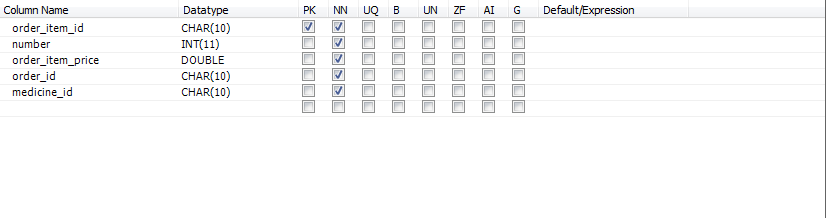 Column Name Datatype PK NN UQ B UN ZF AI G Default/Expression
order_item_id CHAR(10)
number INT(11)
order_item_price DOUBLE
order_id CHAR(10)
medicine_id CHAR(10)